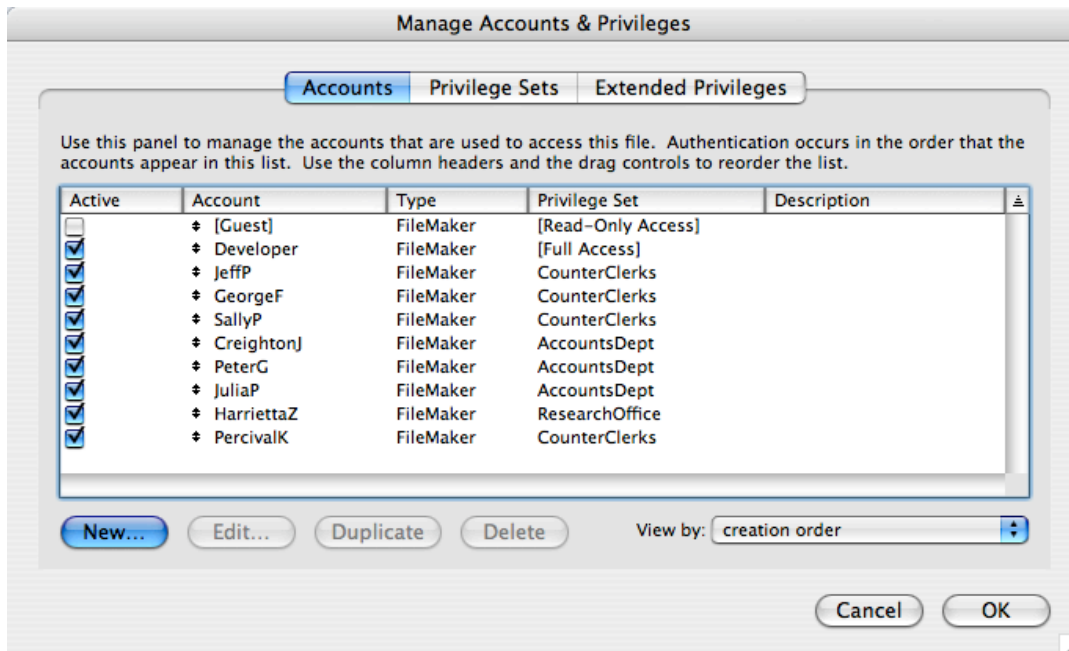 Manage Accounts & Privileges
Accounts Privilege Sets Extended Privileges
Use this panel to manage the accounts that are used to access this file. Authentication occurs in the order that the
accounts appear in this list. Use the column headers and the drag controls to reorder the list.
Active Account Type Privilege Set Description
[Guest] FileMaker [Read-Only Access]
Developer FileMaker [Full Access]
JeffP FileMaker CounterClerks
GeorgeF FileMaker CounterClerks
SallyP FileMaker CounterClerks
CreightonJ FileMaker AccountsDept
PeterG FileMaker AccountsDept
JuliaP FileMaker AccountsDept
HarriettaZ FileMaker ResearchOffice
PercivalK FileMaker CounterClerks
New... Edit... Duplicate Delete View by: creation order
Cancel OK